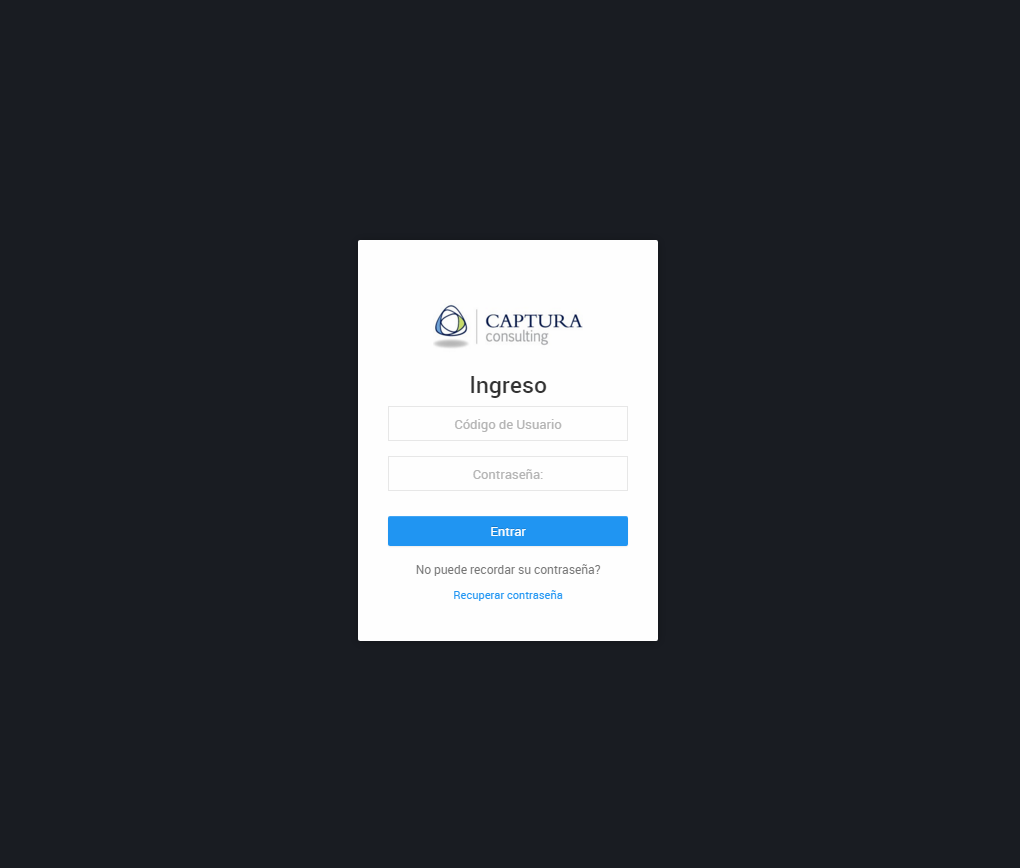 CAPTURA
consulting
Ingreso
Código de Usuario
Contraseña:
Entrar
No puede recordar su contraseña?
Recuperar contraseña